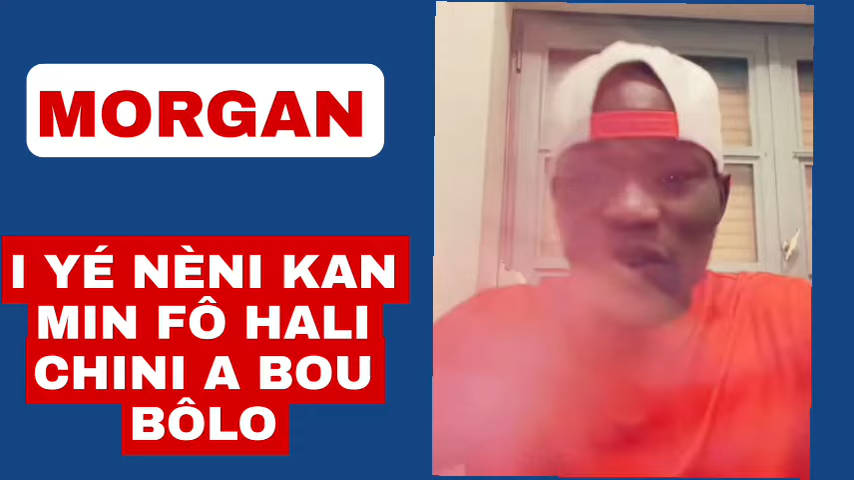 MORGAN
I YÉ NÈNI KAN
MIN FÔ HALI
CHINI A BOU
BÔLO